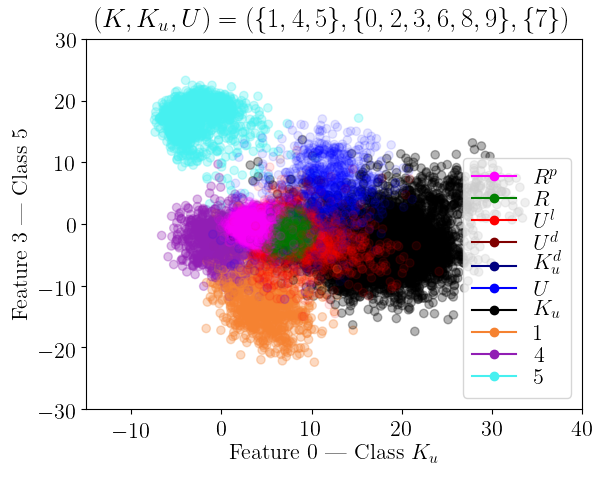 (K, K_u, U) = ({1, 4, 5}, {0, 2, 3, 6, 8, 9}, {7})
30
20
10
0
−10
−20
−30
Feature 3 — Class 5
R^p
R
U^l
U^d
K_u^d
U
K_u
1
4
5
−10
0
10
20
30
40
Feature 0 — Class K_u